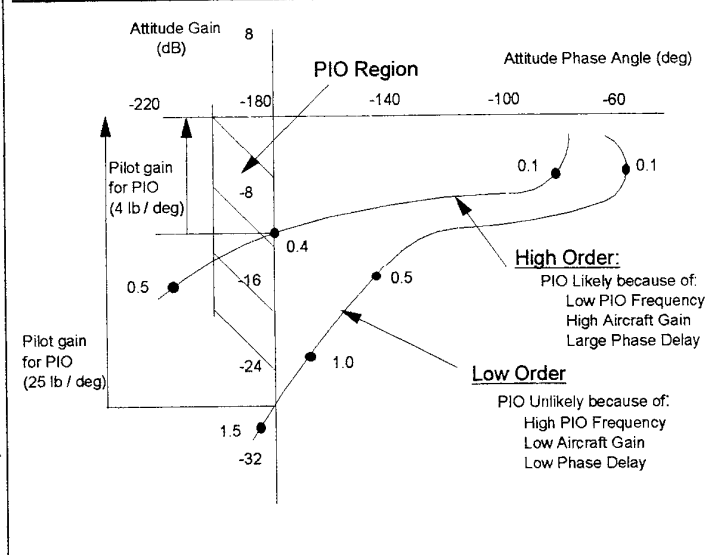 Attitude Gain
(dB)
8
PIO Region
Attitude Phase Angle (deg)
-220
-180
-140
-100
-60
Pilot gain
for PIO
(4 lb / deg)
-8
0.1
0.1
0.4
0.5
-16
0.5
High Order:
PIO Likely because of:
Low PIO Frequency
High Aircraft Gain
Large Phase Delay
Pilot gain
for PIO
(25 lb / deg)
-24
1.0
Low Order
PIO Unlikely because of:
High PIO Frequency
Low Aircraft Gain
Low Phase Delay
1.5
-32